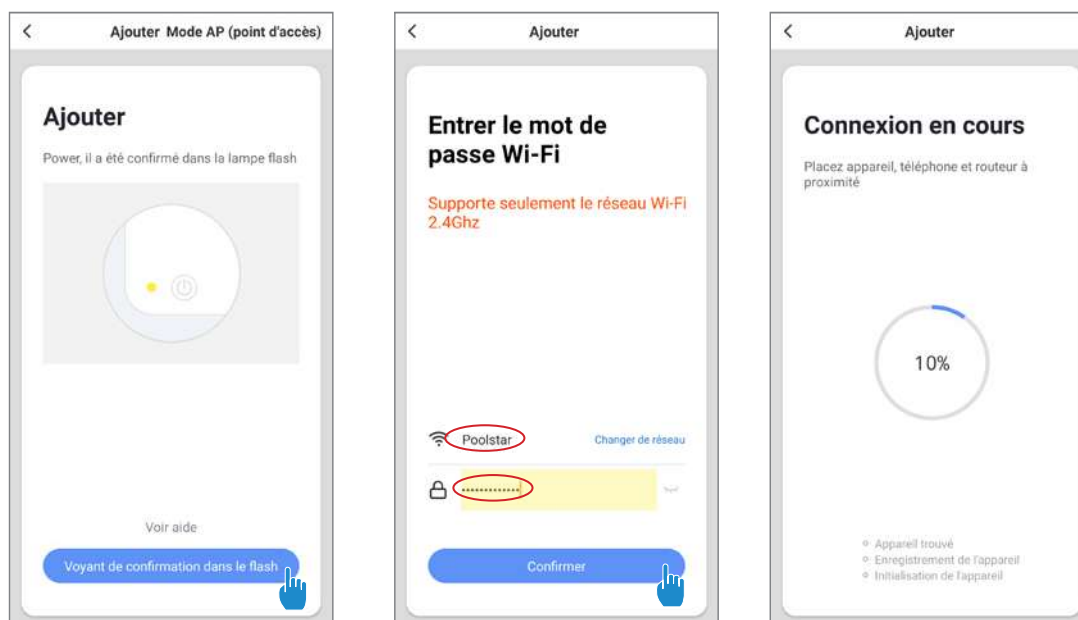 Ajouter Mode AP (point d'accès)
Ajouter
Power, il a été confirmé dans la lampe flash
Voir aide
Voyant de confirmation dans le flash
Ajouter
Entrer le mot de
passe Wi-Fi
Supporte seulement le réseau Wi-Fi
2.4Ghz
Poolstar Changer de réseau
•••••••••••••
Confirmer
Ajouter
Connexion en cours
Placez appareil, téléphone et routeur à
proximité
10%
Appareil trouvé
Enregistrement de l'appareil
Initialisation de l'appareil